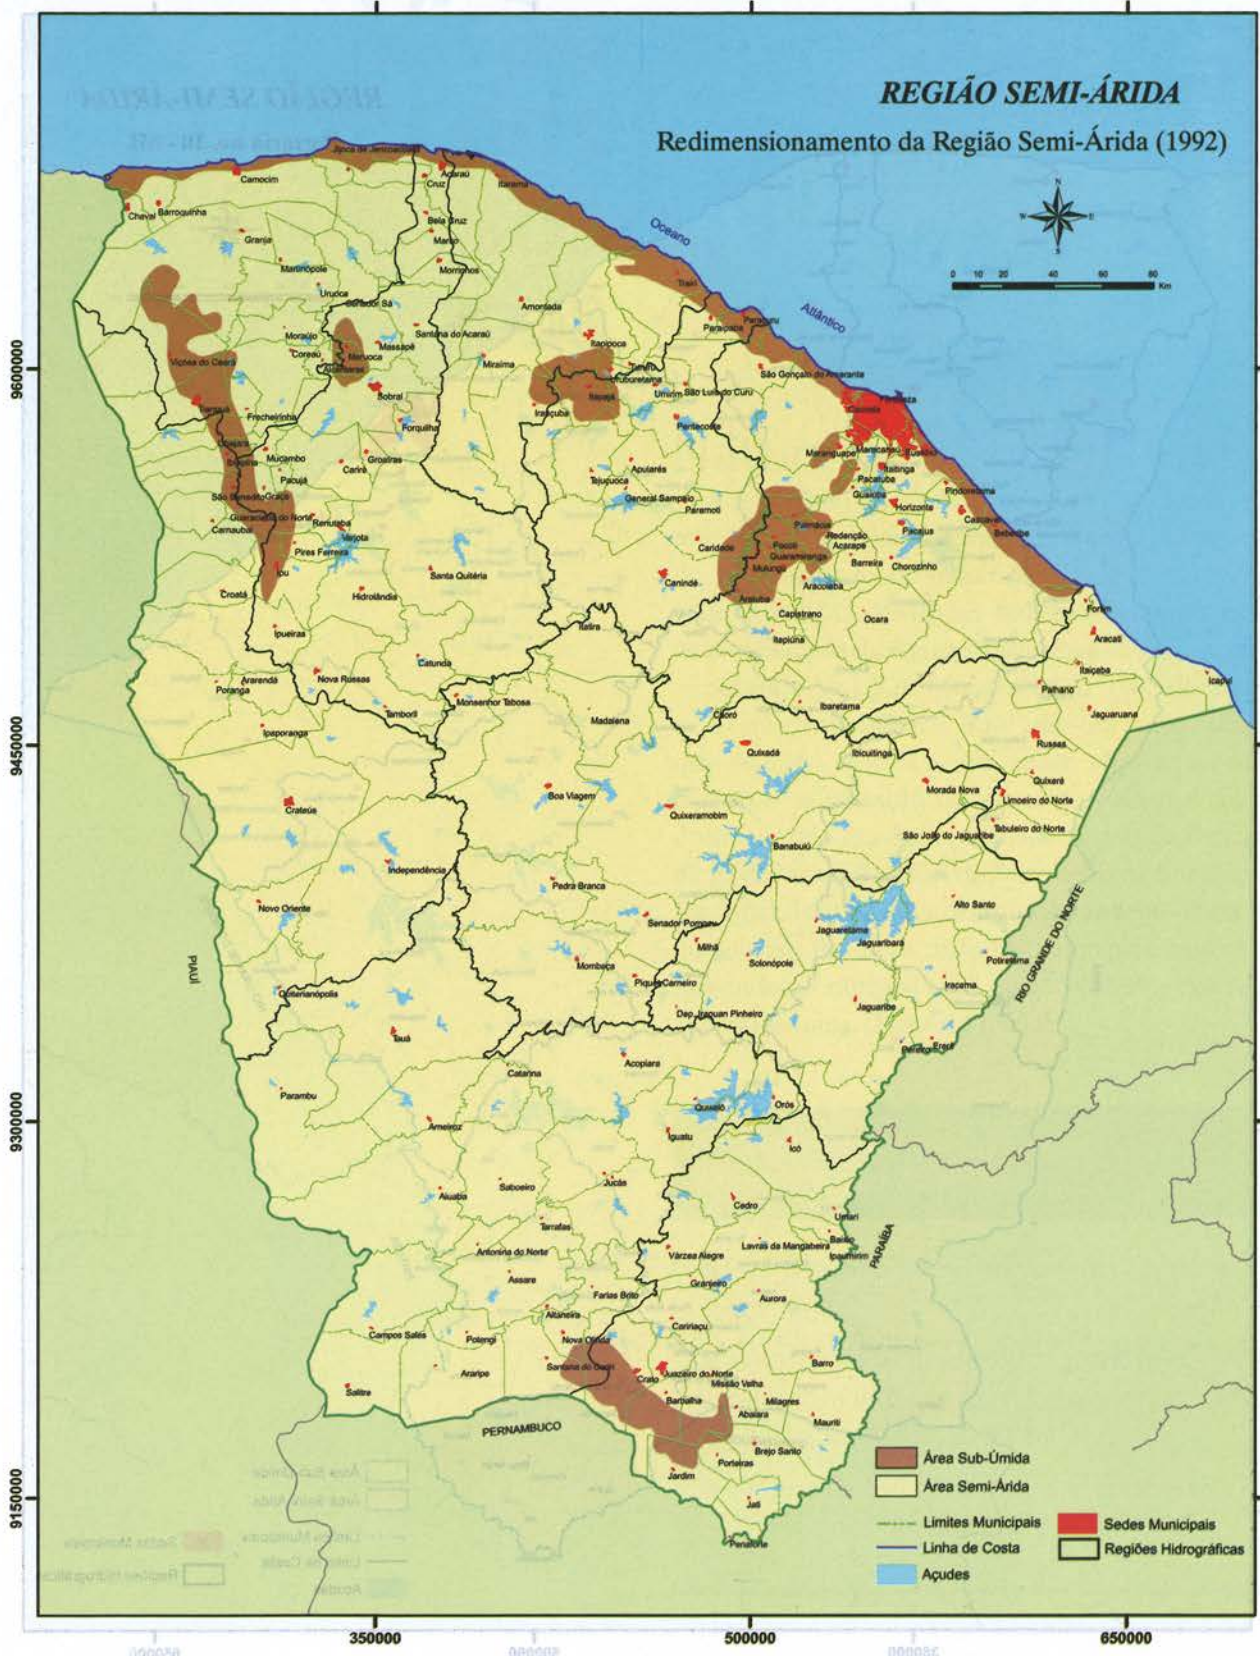 REGIÃO SEMI-ÁRIDA
Redimensionamento da Região Semi-Árida (1992)
N
W
E
S
0 10 20 40 60 80
Km
Oceano
Atlântico
Camocim
Acaraú
Cruz
Itarema
Chaval
Barroquinha
Bela Cruz
Granja
Marco
Martinópole
Morrinhos
Uruoca
Senador Sá
Amontada
Trairi
Paraipaba
Paracuru
Moraújo
Santana do Acaraú
Itapipoca
Coreaú
Massapê
Meruoca
Viçosa do Ceará
Alcântaras
Miraíma
Uruburetama
São Gonçalo do Amarante
Sobral
Itapajé
Umirim
São Luis do Curu
Tianguá
Frecheirinha
Irauçuba
Fortaleza
Caucaia
Forquilha
Pentecoste
Ubajara
Maranguape
Maracanaú
Eusébio
Ibiapina
Mucambo
Cariré
Groaíras
Apuiarés
Itaitinga
Pacatuba
Pacujá
Tejuçuoca
São Benedito
Graça
General Sampaio
Guaiuba
Pindoretama
Horizonte
Guaraciaba do Norte
Paramoti
Cascavel
Carnaubal
Reriutaba
Palmácia
Pacajus
Varjota
Redenção
Beberibe
Pires Ferreira
Caridade
Pacoti
Acarape
Guaramiranga
Barreira
Chorozinho
Ipu
Santa Quitéria
Canindé
Mulungu
Croatá
Hidrolândia
Aracoiaba
Aratuba
Capistrano
Fortim
Ocara
Ipueiras
Itatira
Itapiúna
Aracati
Catunda
Itaiçaba
Icapuí
Poranga
Ararendá
Nova Russas
Palhano
Monsenhor Tabosa
Ibaretama
Tamboril
Madalena
Choró
Jaguaruana
Ipaporanga
Quixadá
Ibicuitinga
Russas
Quixeré
Crateús
Boa Viagem
Morada Nova
Limoeiro do Norte
Quixeramobim
São João do Jaguaribe
Tabuleiro do Norte
Banabuiú
Independência
Pedra Branca
Novo Oriente
Alto Santo
Senador Pompeu
Jaguaretama
Milhã
Jaguaribara
Solonópole
Potiretama
Mombaça
Piquet Carneiro
Iracema
Quiterianópolis
Dep. Irapuan Pinheiro
Jaguaribe
Tauá
Pereiro
Ereré
Acopiara
Catarina
Parambu
Quixelô
Orós
Arneiroz
Iguatu
Icó
Aiuaba
Saboeiro
Jucás
Cedro
Umari
Tarrafas
Baixio
Antonina do Norte
Várzea Alegre
Lavras da Mangabeira
Ipaumirim
Assare
Granjeiro
Farias Brito
Aurora
Altaneira
Caririaçu
Campos Sales
Potengi
Nova Olinda
Araripe
Santana do Cariri
Barro
Crato
Juazeiro do Norte
Missão Velha
Salitre
Barbalha
Abaiara
Milagres
Mauriti
Brejo Santo
Porteiras
Jardim
Jati
Penaforte
PIAUÍ
RIO GRANDE DO NORTE
PARAÍBA
PERNAMBUCO
Área Sub-Úmida
Área Semi-Árida
Limites Municipais
Linha de Costa
Açudes
Sedes Municipais
Regiões Hidrográficas
9600000
9450000
9300000
9150000
350000
500000
650000